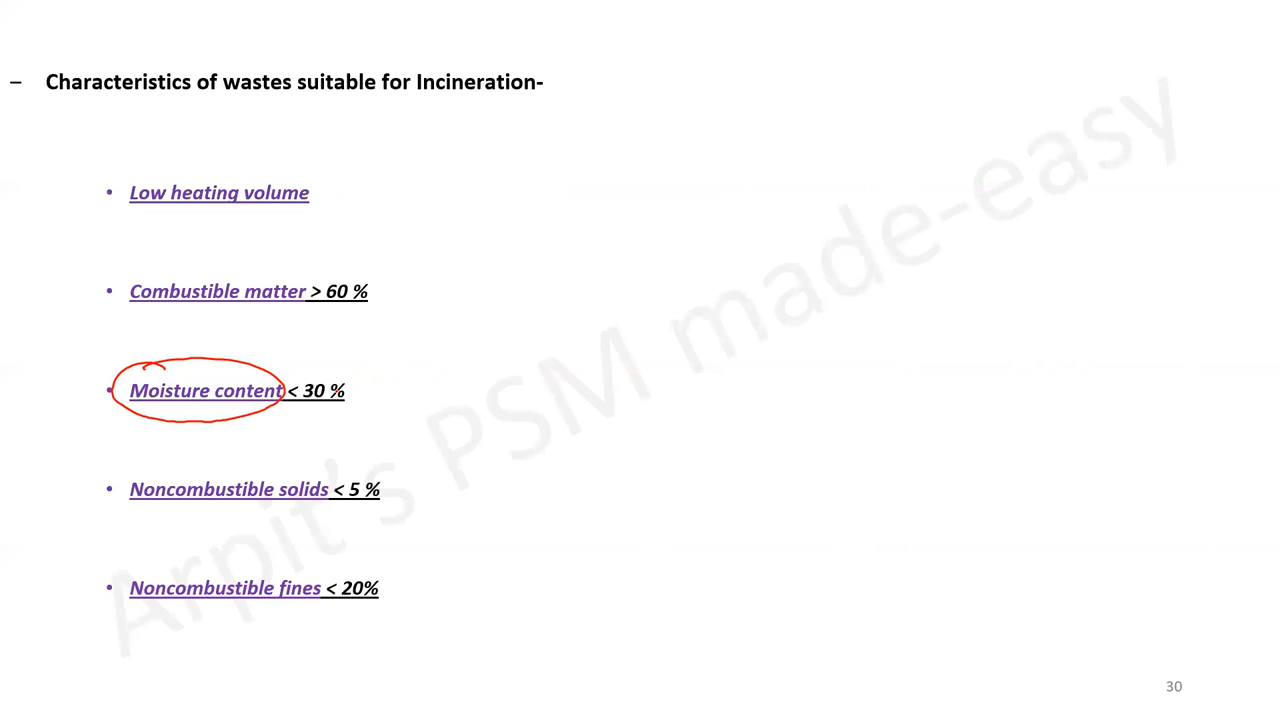 – Characteristics of wastes suitable for Incineration-
• Low heating volume
• Combustible matter > 60 %
• Moisture content < 30 %
• Noncombustible solids < 5 %
• Noncombustible fines < 20%
Arpit's PSM made-easy
30